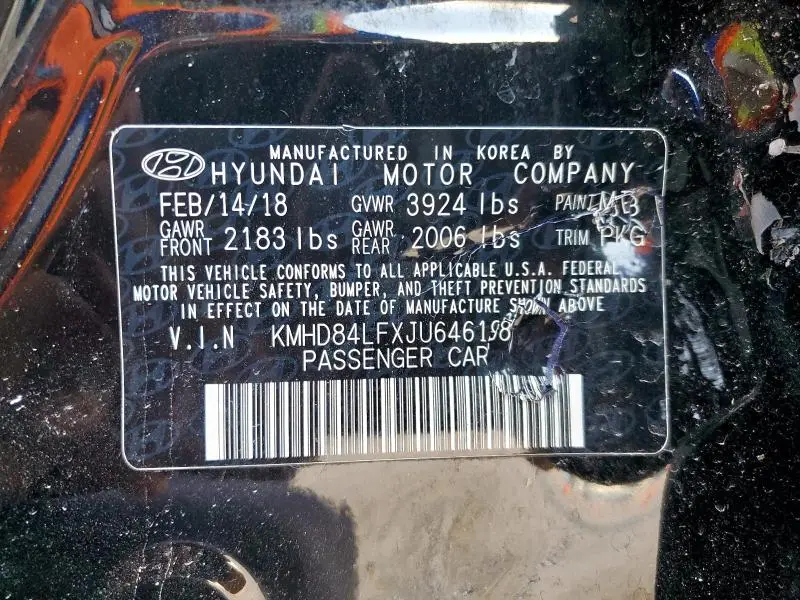 MANUFACTURED IN KOREA BY
HYUNDAI MOTOR COMPANY
FEB/14/18 GVWR 3924 lbs PAINT MB
GAWR FRONT 2183 lbs GAWR REAR 2006 lbs TRIM PKG
THIS VEHICLE CONFORMS TO ALL APPLICABLE U.S.A. FEDERAL
MOTOR VEHICLE SAFETY, BUMPER, AND THEFT PREVENTION STANDARDS
IN EFFECT ON THE DATE OF MANUFACTURE SHOWN ABOVE
V.I.N
PASSENGER CAR